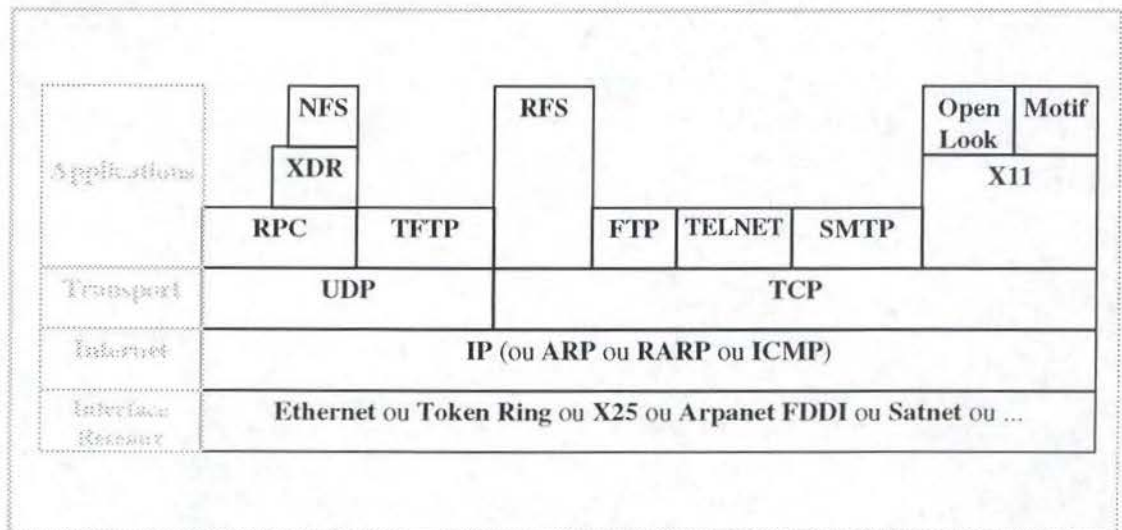 NFS RFS Open Look Motif
Applications XDR X11
RPC TFTP FTP TELNET SMTP
Transport UDP TCP
Internet IP (ou ARP ou RARP ou ICMP)
Interface Réseaux Ethernet ou Token Ring ou X25 ou Arpanet FDDI ou Satnet ou ...